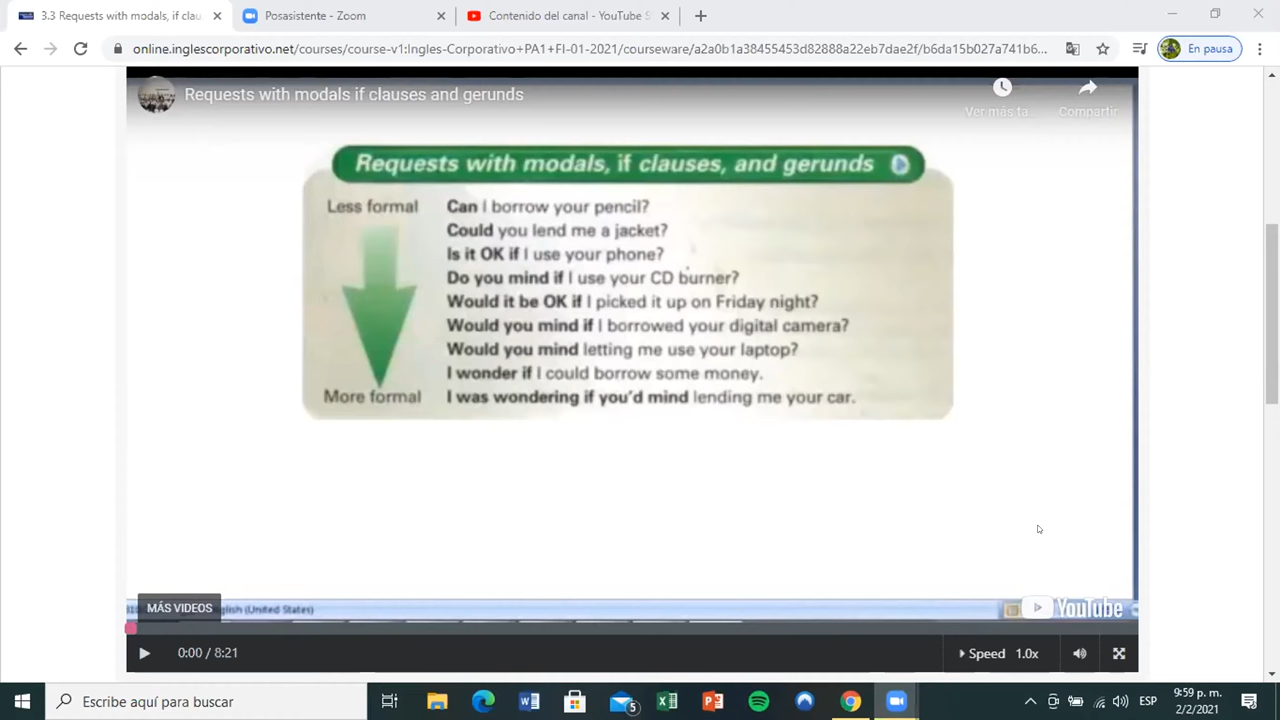 3.3 Requests with modals, if clau
Posasistente - Zoom
Contenido del canal - YouTube S
online.inglescorporativo.net/courses/course-v1:Ingles-Corporativo+PA1+FI-01-2021/courseware/a2a0b1a38455453d82888a22eb7dae2f/b6da15b027a741b6...
En pausa
Requests with modals if clauses and gerunds
Ver más ta...
Compartir
Requests with modals, if clauses, and gerunds
Less formal
Can I borrow your pencil?
Could you lend me a jacket?
Is it OK if I use your phone?
Do you mind if I use your CD burner?
Would it be OK if I picked it up on Friday night?
Would you mind if I borrowed your digital camera?
Would you mind letting me use your laptop?
I wonder if I could borrow some money.
More formal
I was wondering if you'd mind lending me your car.
MÁS VIDEOS
glish (United States)
YouTube
0:00 / 8:21
Speed 1.0x
Escribe aquí para buscar
5
ESP
9:59 p. m.
2/2/2021